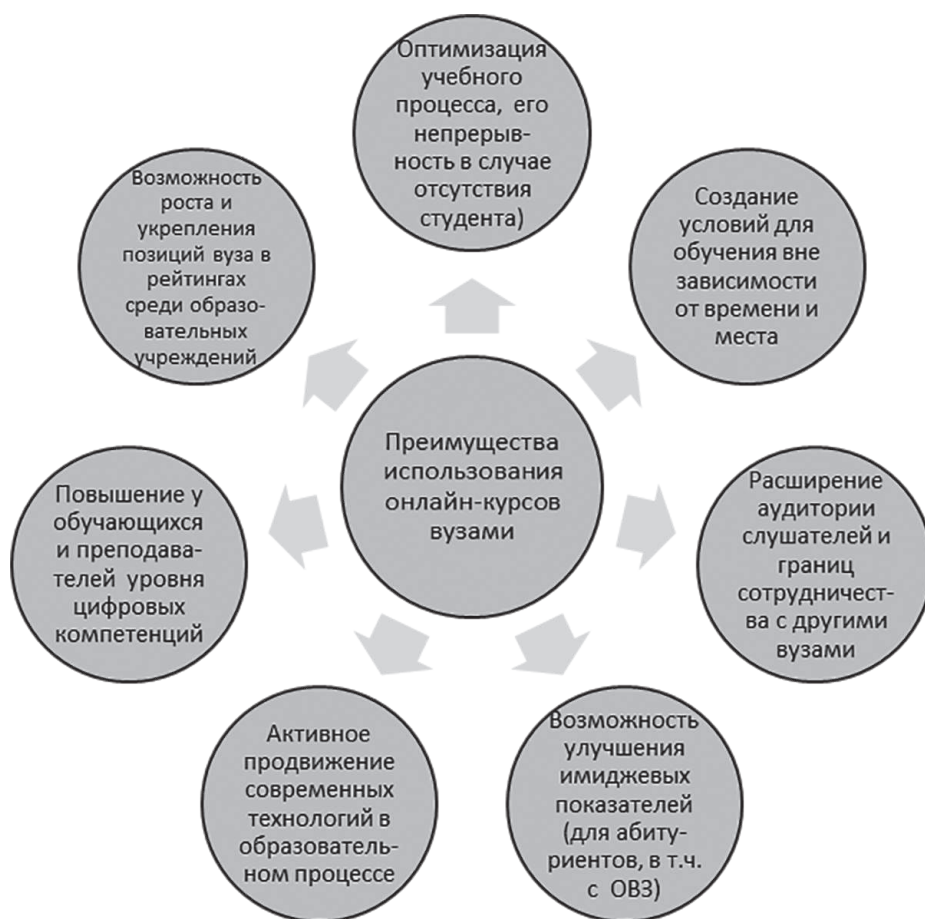 Оптимизация
учебного
процесса, его
непрерыв-
ность в случае
отсутствия
студента)
Создание
условий для
обучения вне
зависимости
от времени и
места
Расширение
аудитории
слушателей и
границ
сотрудничест-
ва с другими
вузами
Возможность
улучшения
имиджевых
показателей
(для абиту-
риентов, в т.ч.
с ОВЗ)
Активное
продвижение
современных
технологий в
образователь-
ном процессе
Повышение у
обучающихся
и преподава-
телей уровня
цифровых
компетенций
Возможность
роста и
укрепления
позиций вуза в
рейтингах
среди образо-
вательных
учреждений
Преимущества
использования
онлайн-курсов
вузами